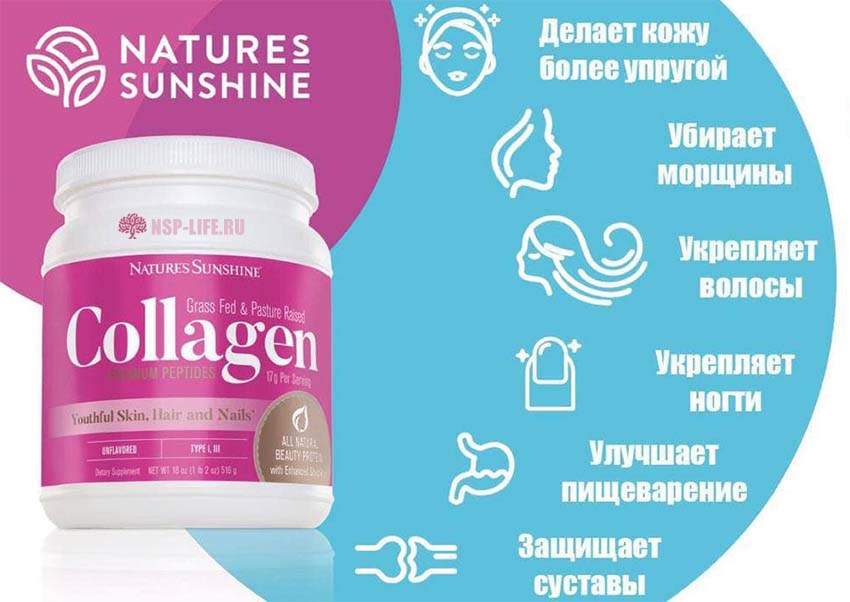 NATURES
SUNSHINE
NSP-LIFE.RU
NATURE'S SUNSHINE®
Grass Fed & Pasture Raised
Collagen
PREMIUM PEPTIDES
17g Per Serving
Youthful Skin, Hair and Nails*
UNFLAVORED
TYPE I, III
Dietary Supplement
NET WT 18 oz (1 lb 2 oz) 516 g
ALL NATURAL
BEAUTY PROTEIN
with Enhanced
Делает кожу
более упругой
Убирает
морщины
Укрепляет
волосы
Укрепляет
ногти
Улучшает
пищеварение
Защищает
суставы